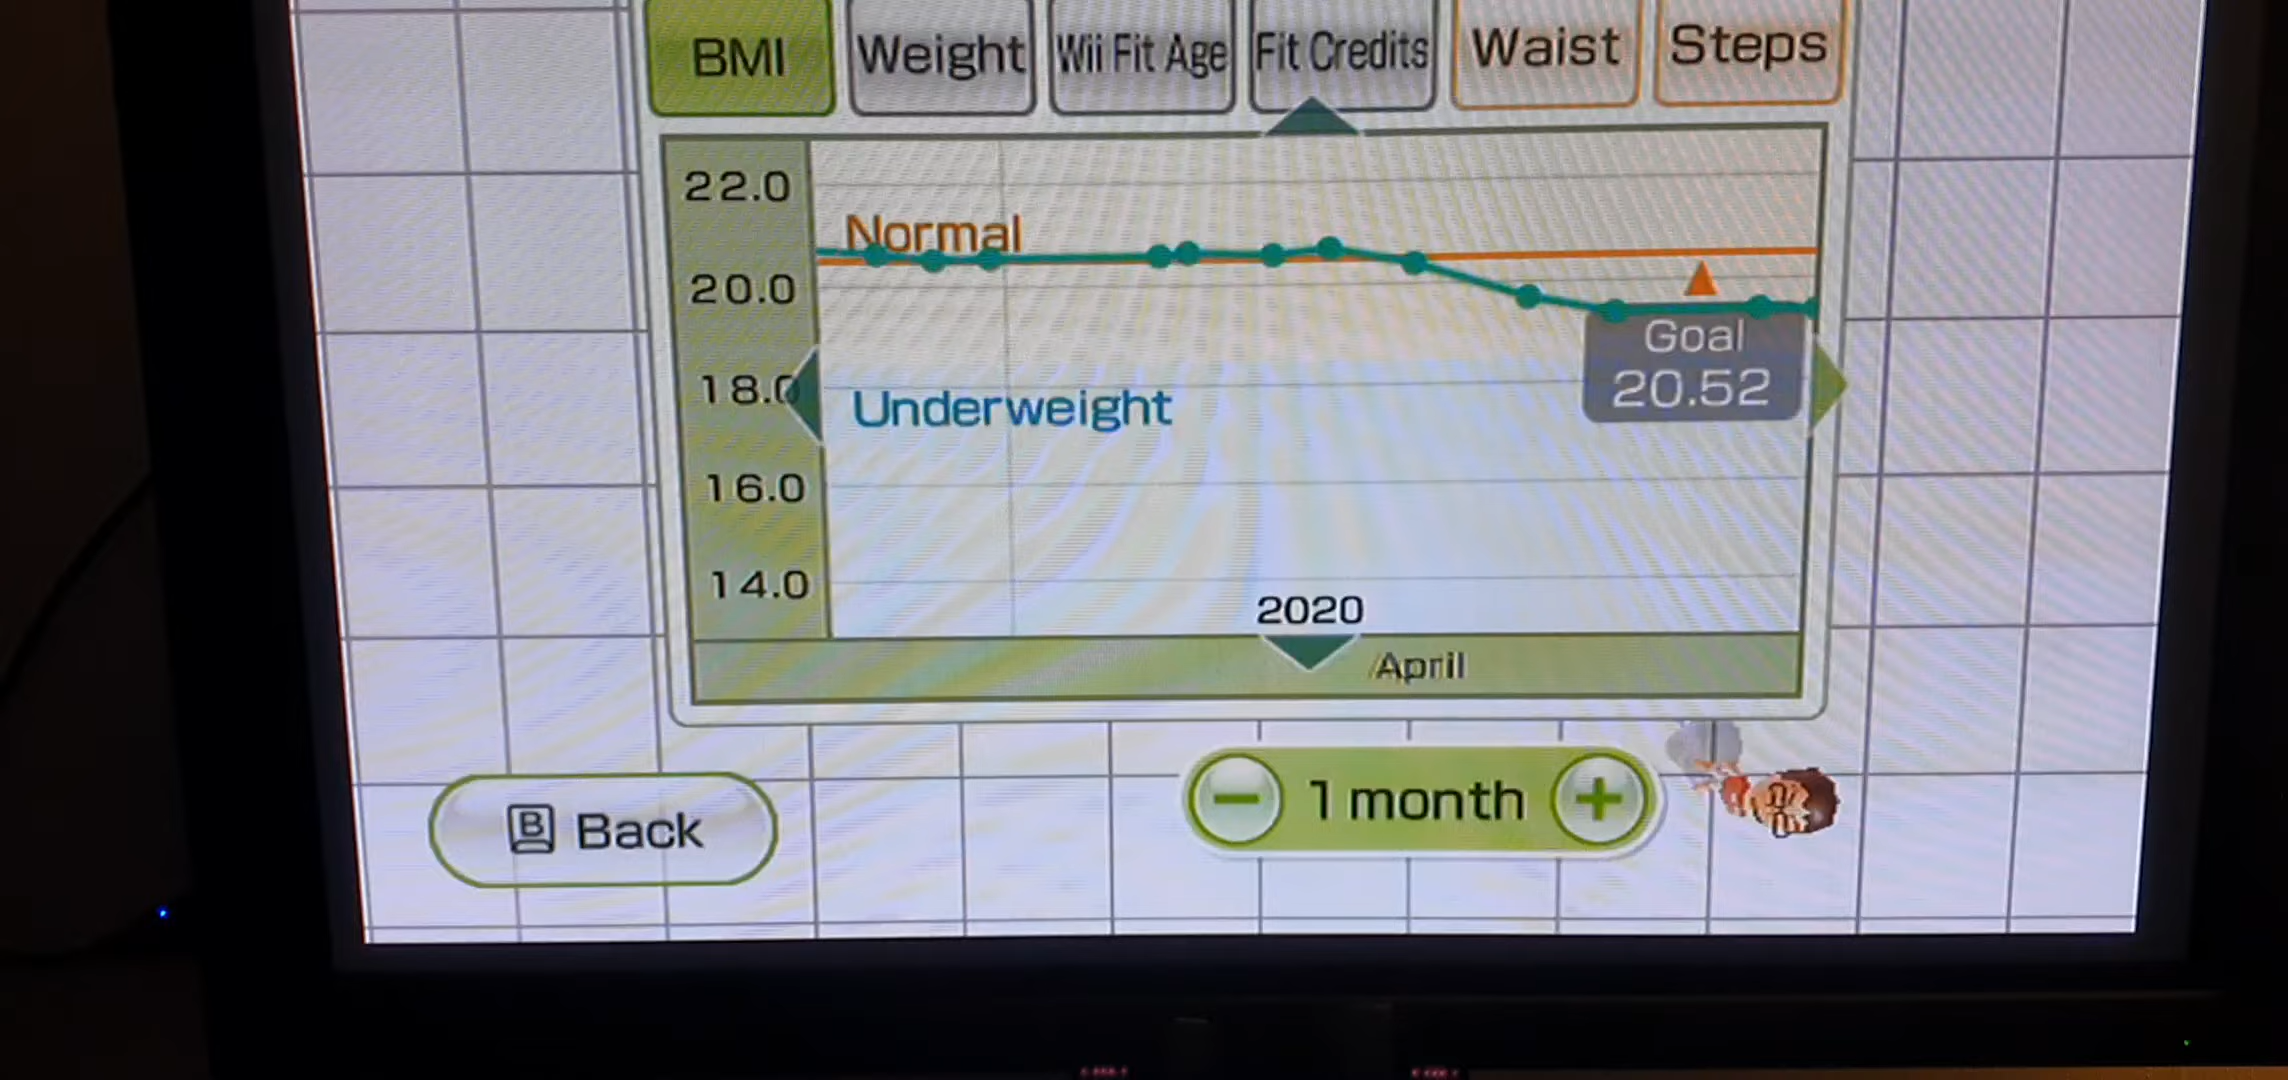 BMI Weight Wii Fit Age Fit Credits Waist Steps
22.0
Normal
20.0
Goal
18.0 20.52
Underweight
16.0
14.0
2020
April
B Back
1 month